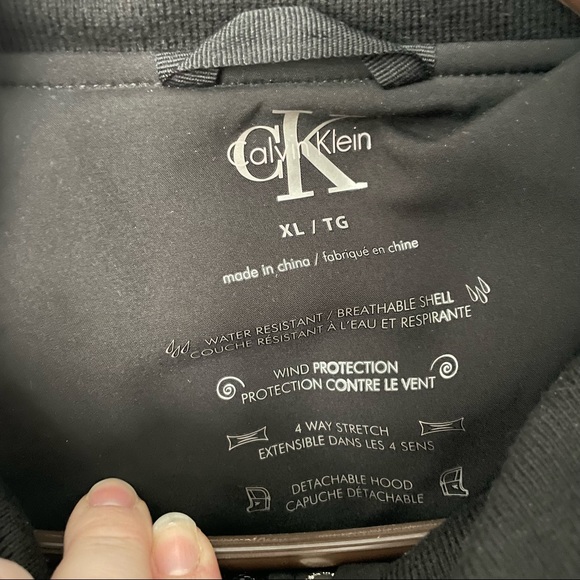 CK
Calvin Klein
XL / TG
made in china / fabriqué en chine
WATER RESISTANT / BREATHABLE SHELL
COUCHE RÉSISTANT À L'EAU ET RESPIRANTE
WIND PROTECTION
PROTECTION CONTRE LE VENT
4 WAY STRETCH
EXTENSIBLE DANS LES 4 SENS
DETACHABLE HOOD
CAPUCHE DÉTACHABLE